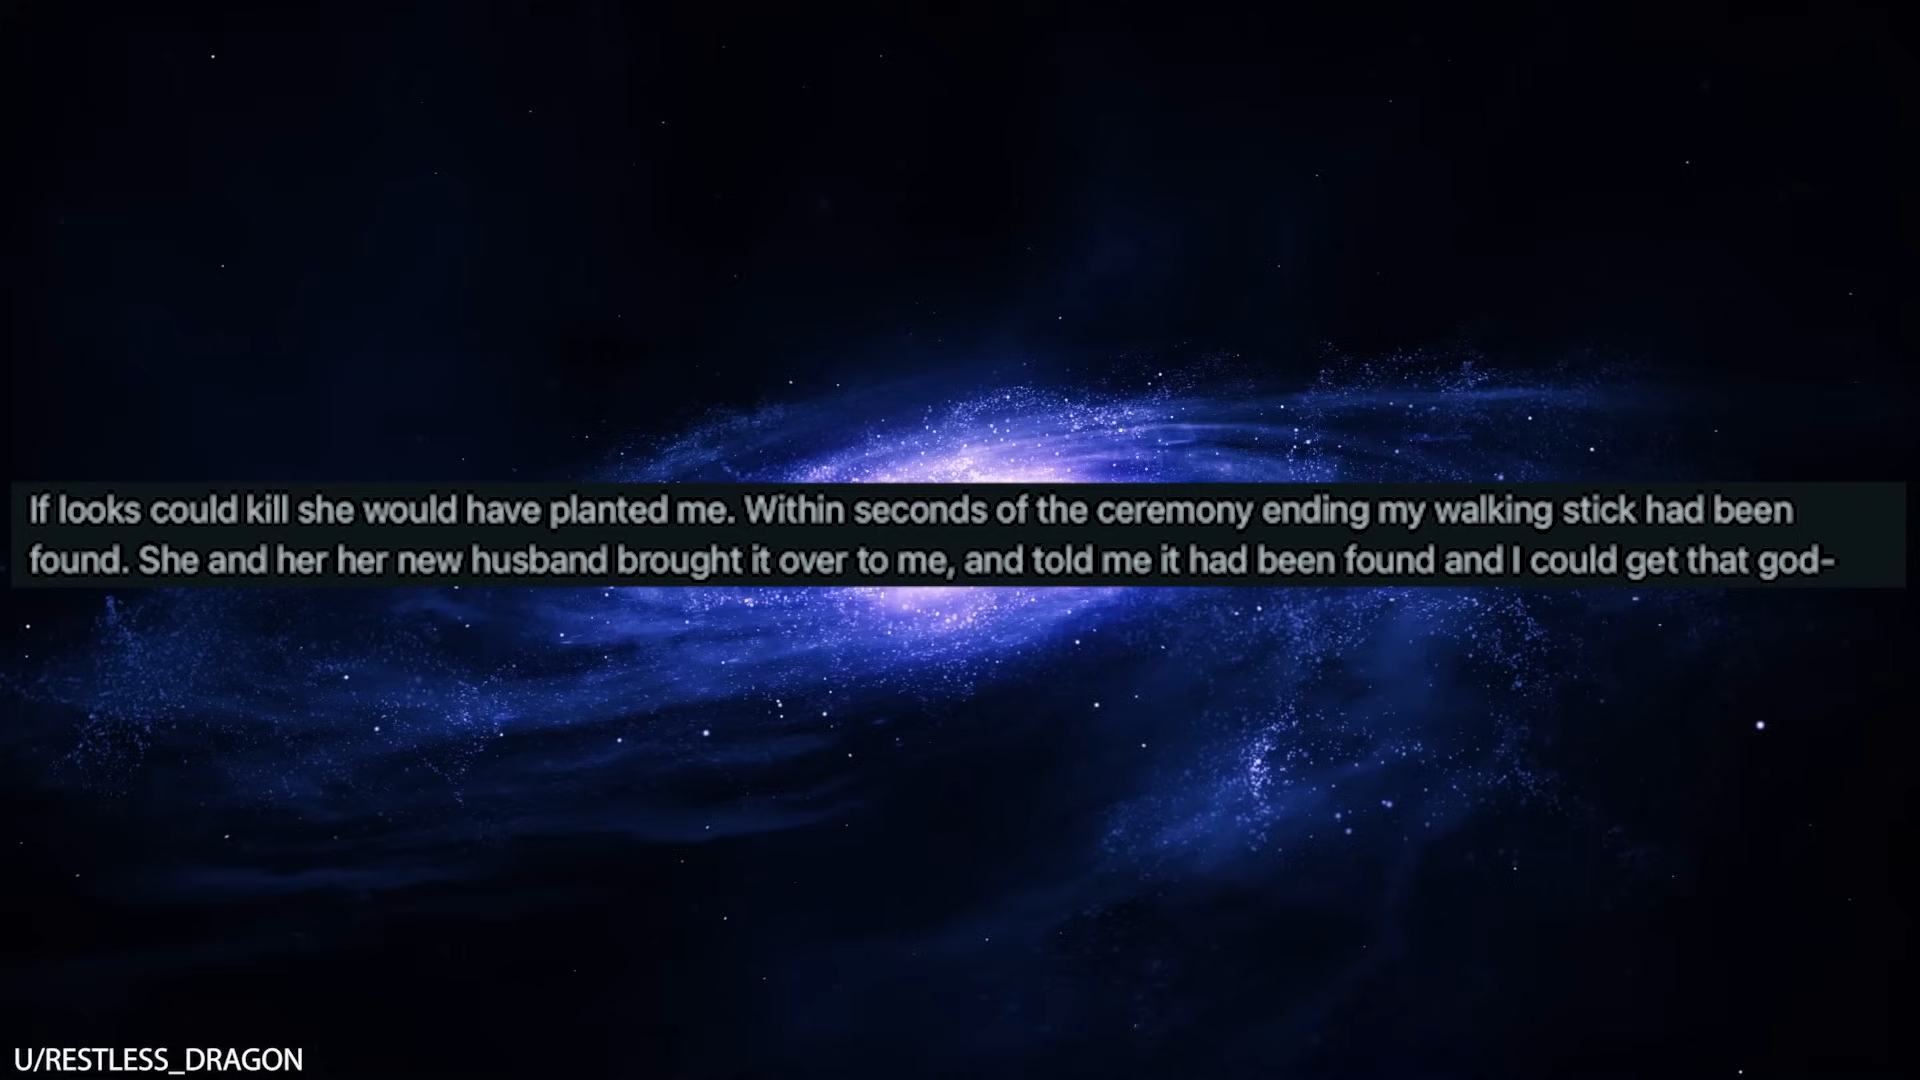 If looks could kill she would have planted me. Within seconds of the ceremony ending my walking stick had been
found. She and her her new husband brought it over to me, and told me it had been found and I could get that god-
U/RESTLESS_DRAGON